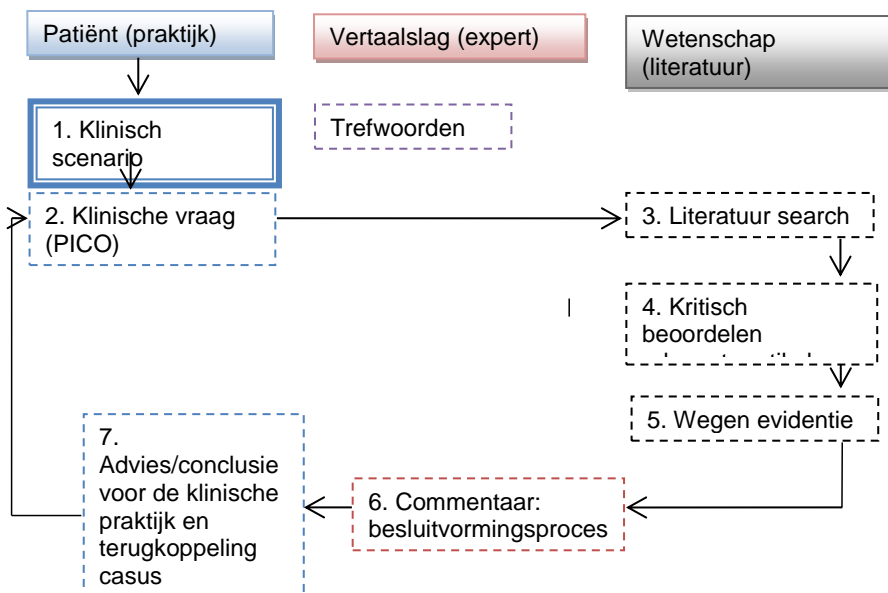 Patiënt (praktijk)
Vertaalslag (expert)
Wetenschap
(literatuur)
1. Klinisch
scenario
Trefwoorden
2. Klinische vraag
(PICO)
3. Literatuur search
4. Kritisch
beoordelen
5. Wegen evidentie
6. Commentaar:
besluitvormingsproces
7.
Advies/conclusie
voor de klinische
praktijk en
terugkoppeling
casus